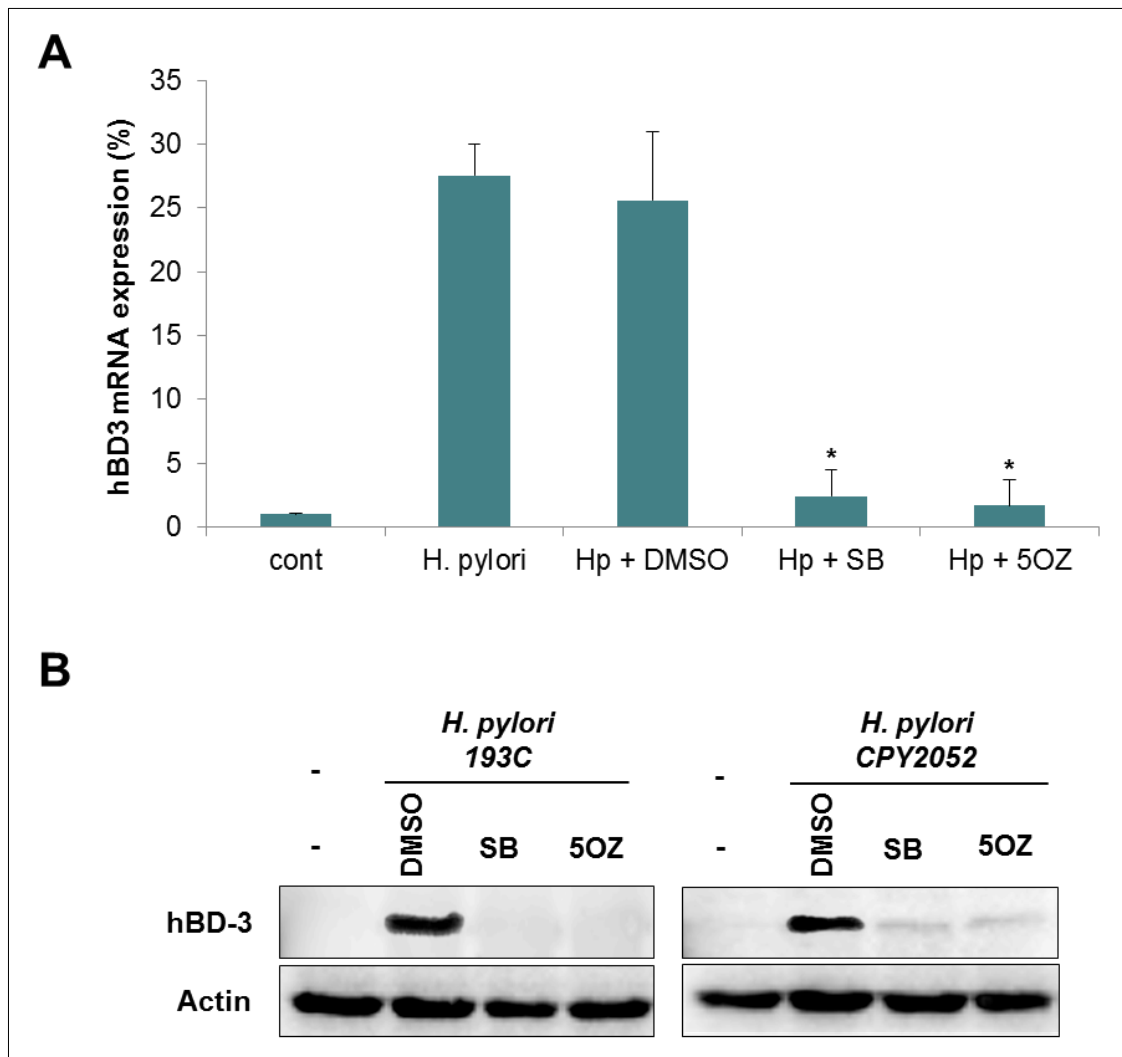 A
hBD3 mRNA expression (%)
35
30
25
20
15
10
5
0
* *
cont H. pylori Hp + DMSO Hp + SB Hp + 5OZ
B
H. pylori H. pylori
193C CPY2052
- -
- DMSO SB 5OZ - DMSO SB 5OZ
hBD-3
Actin